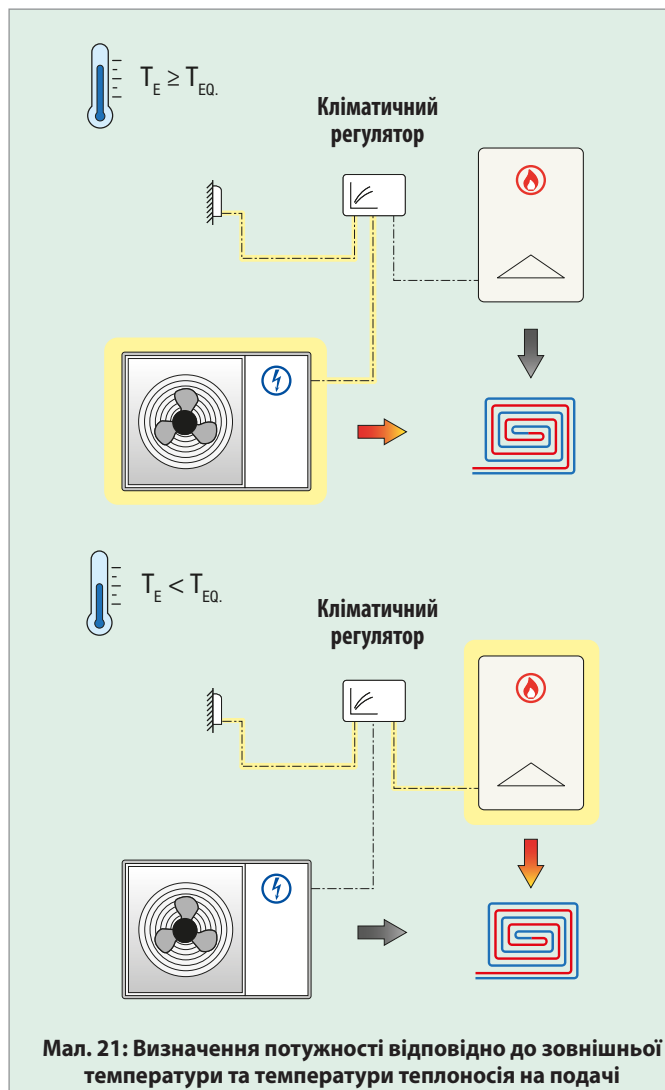 T_E ≥ T_EQ.
Кліматичний
регулятор
T_E < T_EQ.
Кліматичний
регулятор
Мал. 21: Визначення потужності відповідно до зовнішньої
температури та температури теплоносія на подачі